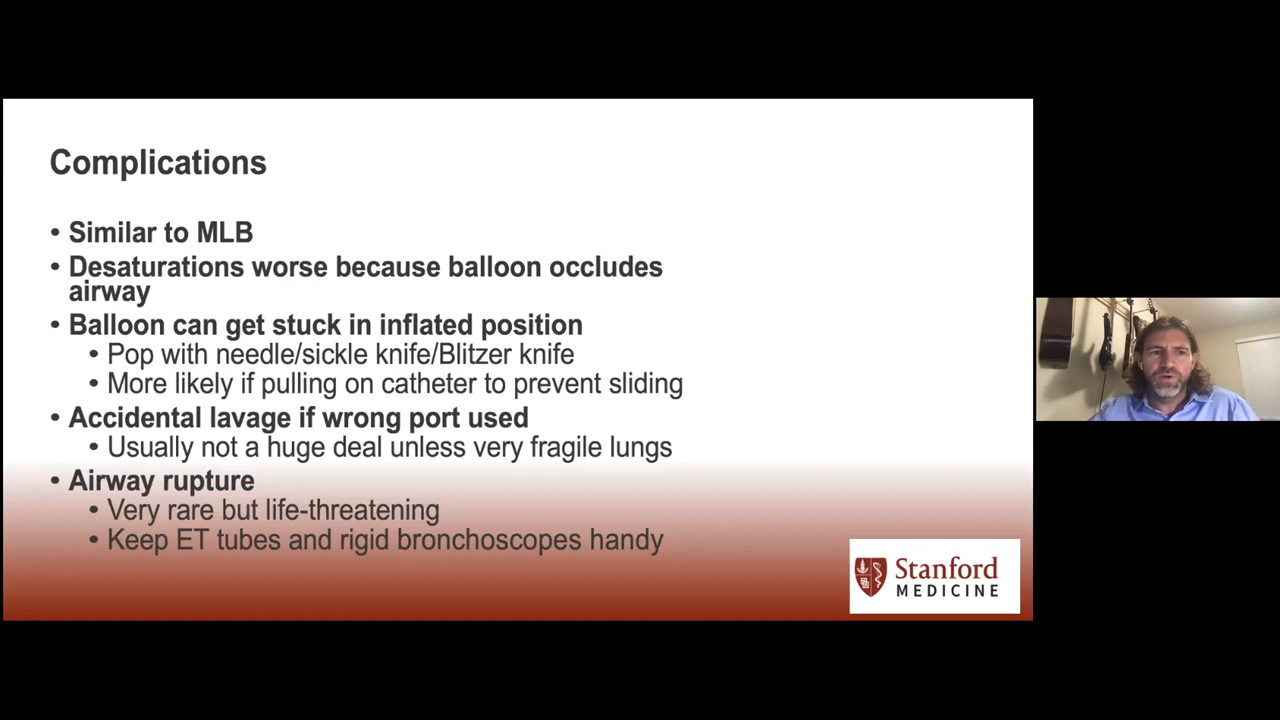 Complications
• Similar to MLB
• Desaturations worse because balloon occludes
airway
• Balloon can get stuck in inflated position
• Pop with needle/sickle knife/Blitzer knife
• More likely if pulling on catheter to prevent sliding
• Accidental lavage if wrong port used
• Usually not a huge deal unless very fragile lungs
• Airway rupture
• Very rare but life-threatening
• Keep ET tubes and rigid bronchoscopes handy
Stanford
MEDICINE